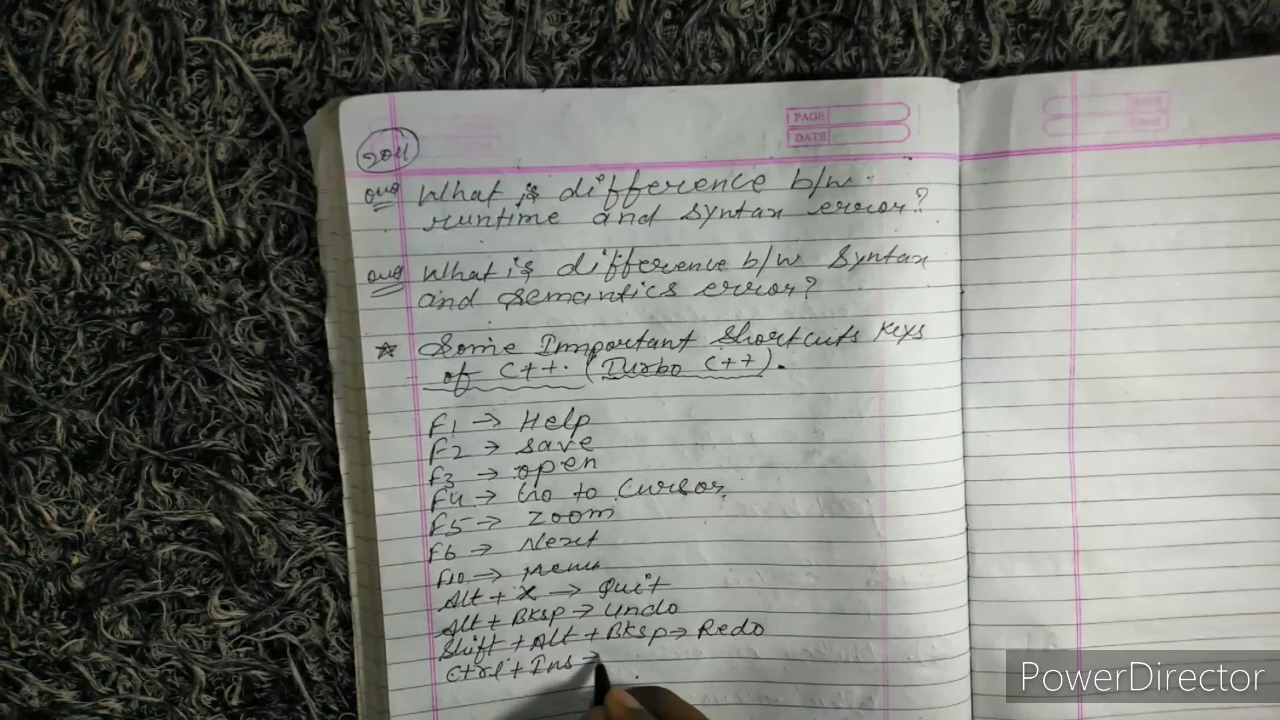 PAGE
DATE
2011
Que What is difference b/w.
runtime and syntax error?
Que What is difference b/w syntax
and semantics error?
☆ Some Important Shortcuts Keys
of C++. (Turbo C++).
F1 → Help
F2 → save
F3 → open
F4 → Go to Cursor.
F5 → Zoom
F6 → Next
F10 → Menu
Alt + X → Quit
Alt + Bksp → Undo
Shift + Alt + Bksp → Redo
Ctrl + Ins →
PowerDirector